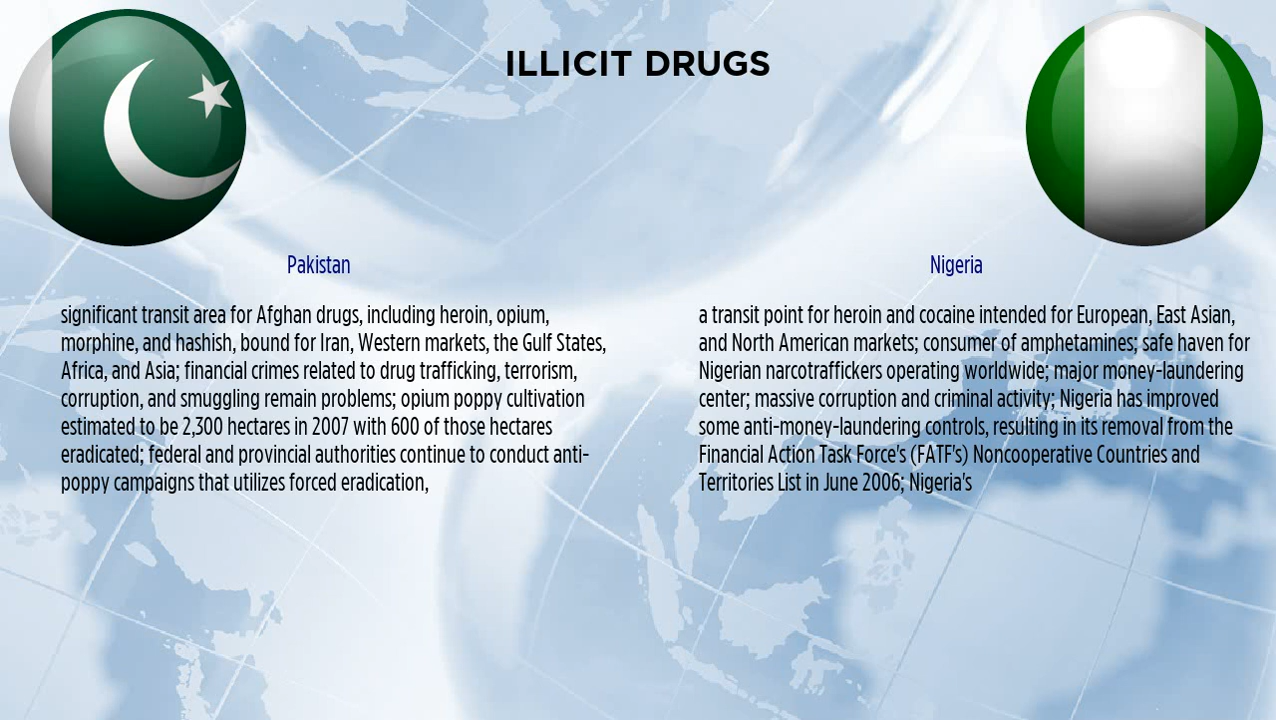 ILLICIT DRUGS
Pakistan
significant transit area for Afghan drugs, including heroin, opium,
morphine, and hashish, bound for Iran, Western markets, the Gulf States,
Africa, and Asia; financial crimes related to drug trafficking, terrorism,
corruption, and smuggling remain problems; opium poppy cultivation
estimated to be 2,300 hectares in 2007 with 600 of those hectares
eradicated; federal and provincial authorities continue to conduct anti-
poppy campaigns that utilizes forced eradication,
Nigeria
a transit point for heroin and cocaine intended for European, East Asian,
and North American markets; consumer of amphetamines; safe haven for
Nigerian narcotraffickers operating worldwide; major money-laundering
center; massive corruption and criminal activity; Nigeria has improved
some anti-money-laundering controls, resulting in its removal from the
Financial Action Task Force's (FATF's) Noncooperative Countries and
Territories List in June 2006; Nigeria's